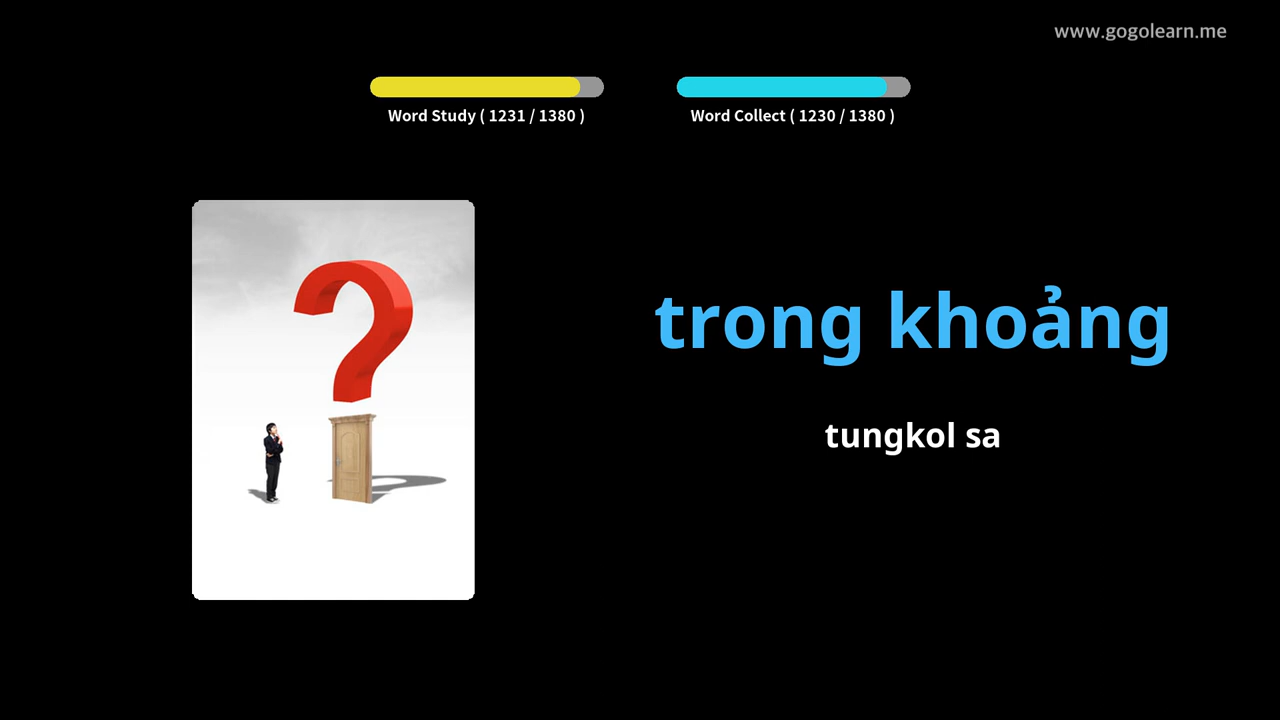 www.gogolearn.me
Word Study ( 1231 / 1380 )
Word Collect ( 1230 / 1380 )
?
trong khoảng
tungkol sa